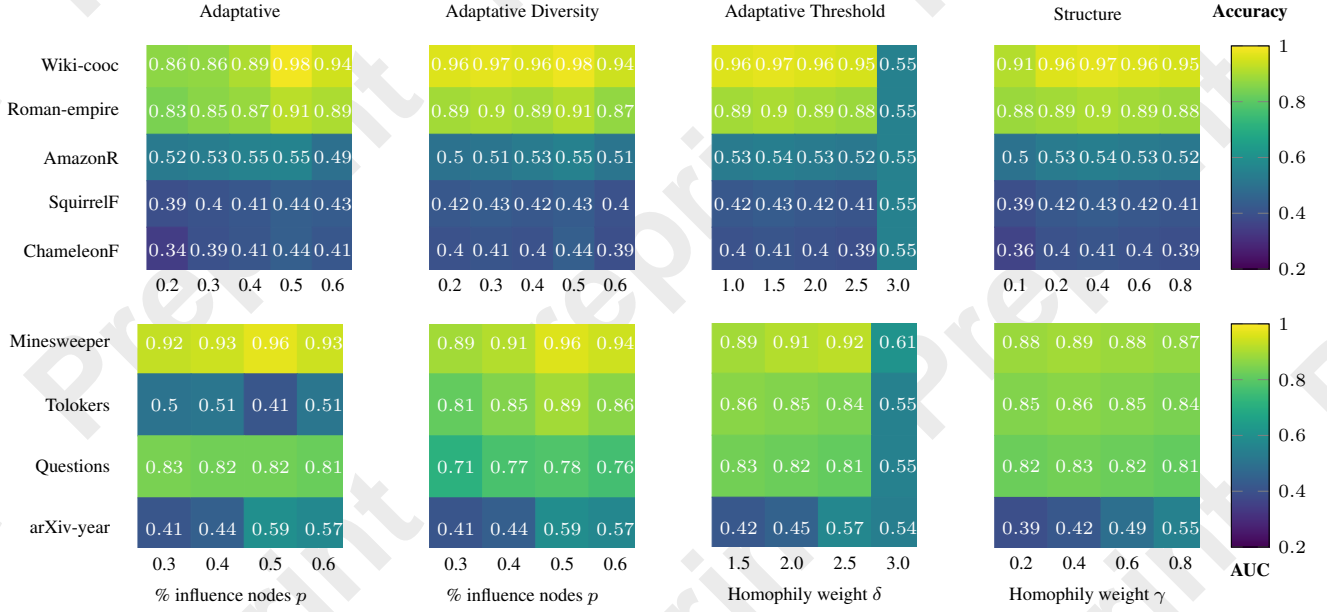 Adaptative Adaptative Diversity Adaptative Threshold Structure Accuracy
Wiki-cooc 0.86 0.86 0.89 0.98 0.94 0.96 0.97 0.96 0.98 0.94 0.96 0.97 0.96 0.95 0.55 0.91 0.96 0.97 0.96 0.95 1
Roman-empire 0.83 0.85 0.87 0.91 0.89 0.89 0.9 0.89 0.91 0.87 0.89 0.9 0.89 0.88 0.55 0.88 0.89 0.9 0.89 0.88 0.8
AmazonR 0.52 0.53 0.55 0.55 0.49 0.5 0.51 0.53 0.55 0.51 0.53 0.54 0.53 0.52 0.55 0.5 0.53 0.54 0.53 0.52 0.6
SquirrelF 0.39 0.4 0.41 0.44 0.43 0.42 0.43 0.42 0.43 0.4 0.42 0.43 0.42 0.41 0.55 0.39 0.42 0.43 0.42 0.41 0.4
ChameleonF 0.34 0.39 0.41 0.44 0.41 0.4 0.41 0.4 0.44 0.39 0.4 0.41 0.4 0.39 0.55 0.36 0.4 0.41 0.4 0.39 0.2
0.2 0.3 0.4 0.5 0.6 0.2 0.3 0.4 0.5 0.6 1.0 1.5 2.0 2.5 3.0 0.1 0.2 0.4 0.6 0.8
Minesweeper 0.92 0.93 0.96 0.93 0.89 0.91 0.96 0.94 0.89 0.91 0.92 0.61 0.88 0.89 0.88 0.87 1
Tolokers 0.5 0.51 0.41 0.51 0.81 0.85 0.89 0.86 0.86 0.85 0.84 0.55 0.85 0.86 0.85 0.84 0.8
0.6
Questions 0.83 0.82 0.82 0.81 0.71 0.77 0.78 0.76 0.83 0.82 0.81 0.55 0.82 0.83 0.82 0.81 0.4
arXiv-year 0.41 0.44 0.59 0.57 0.41 0.44 0.59 0.57 0.42 0.45 0.57 0.54 0.39 0.42 0.49 0.55 0.2
0.3 0.4 0.5 0.6 0.3 0.4 0.5 0.6 1.5 2.0 2.5 3.0 0.2 0.4 0.6 0.8 AUC
% influence nodes p % influence nodes p Homophily weight δ Homophily weight γ
Preprint
Preprint
Preprint
Preprint
Preprint